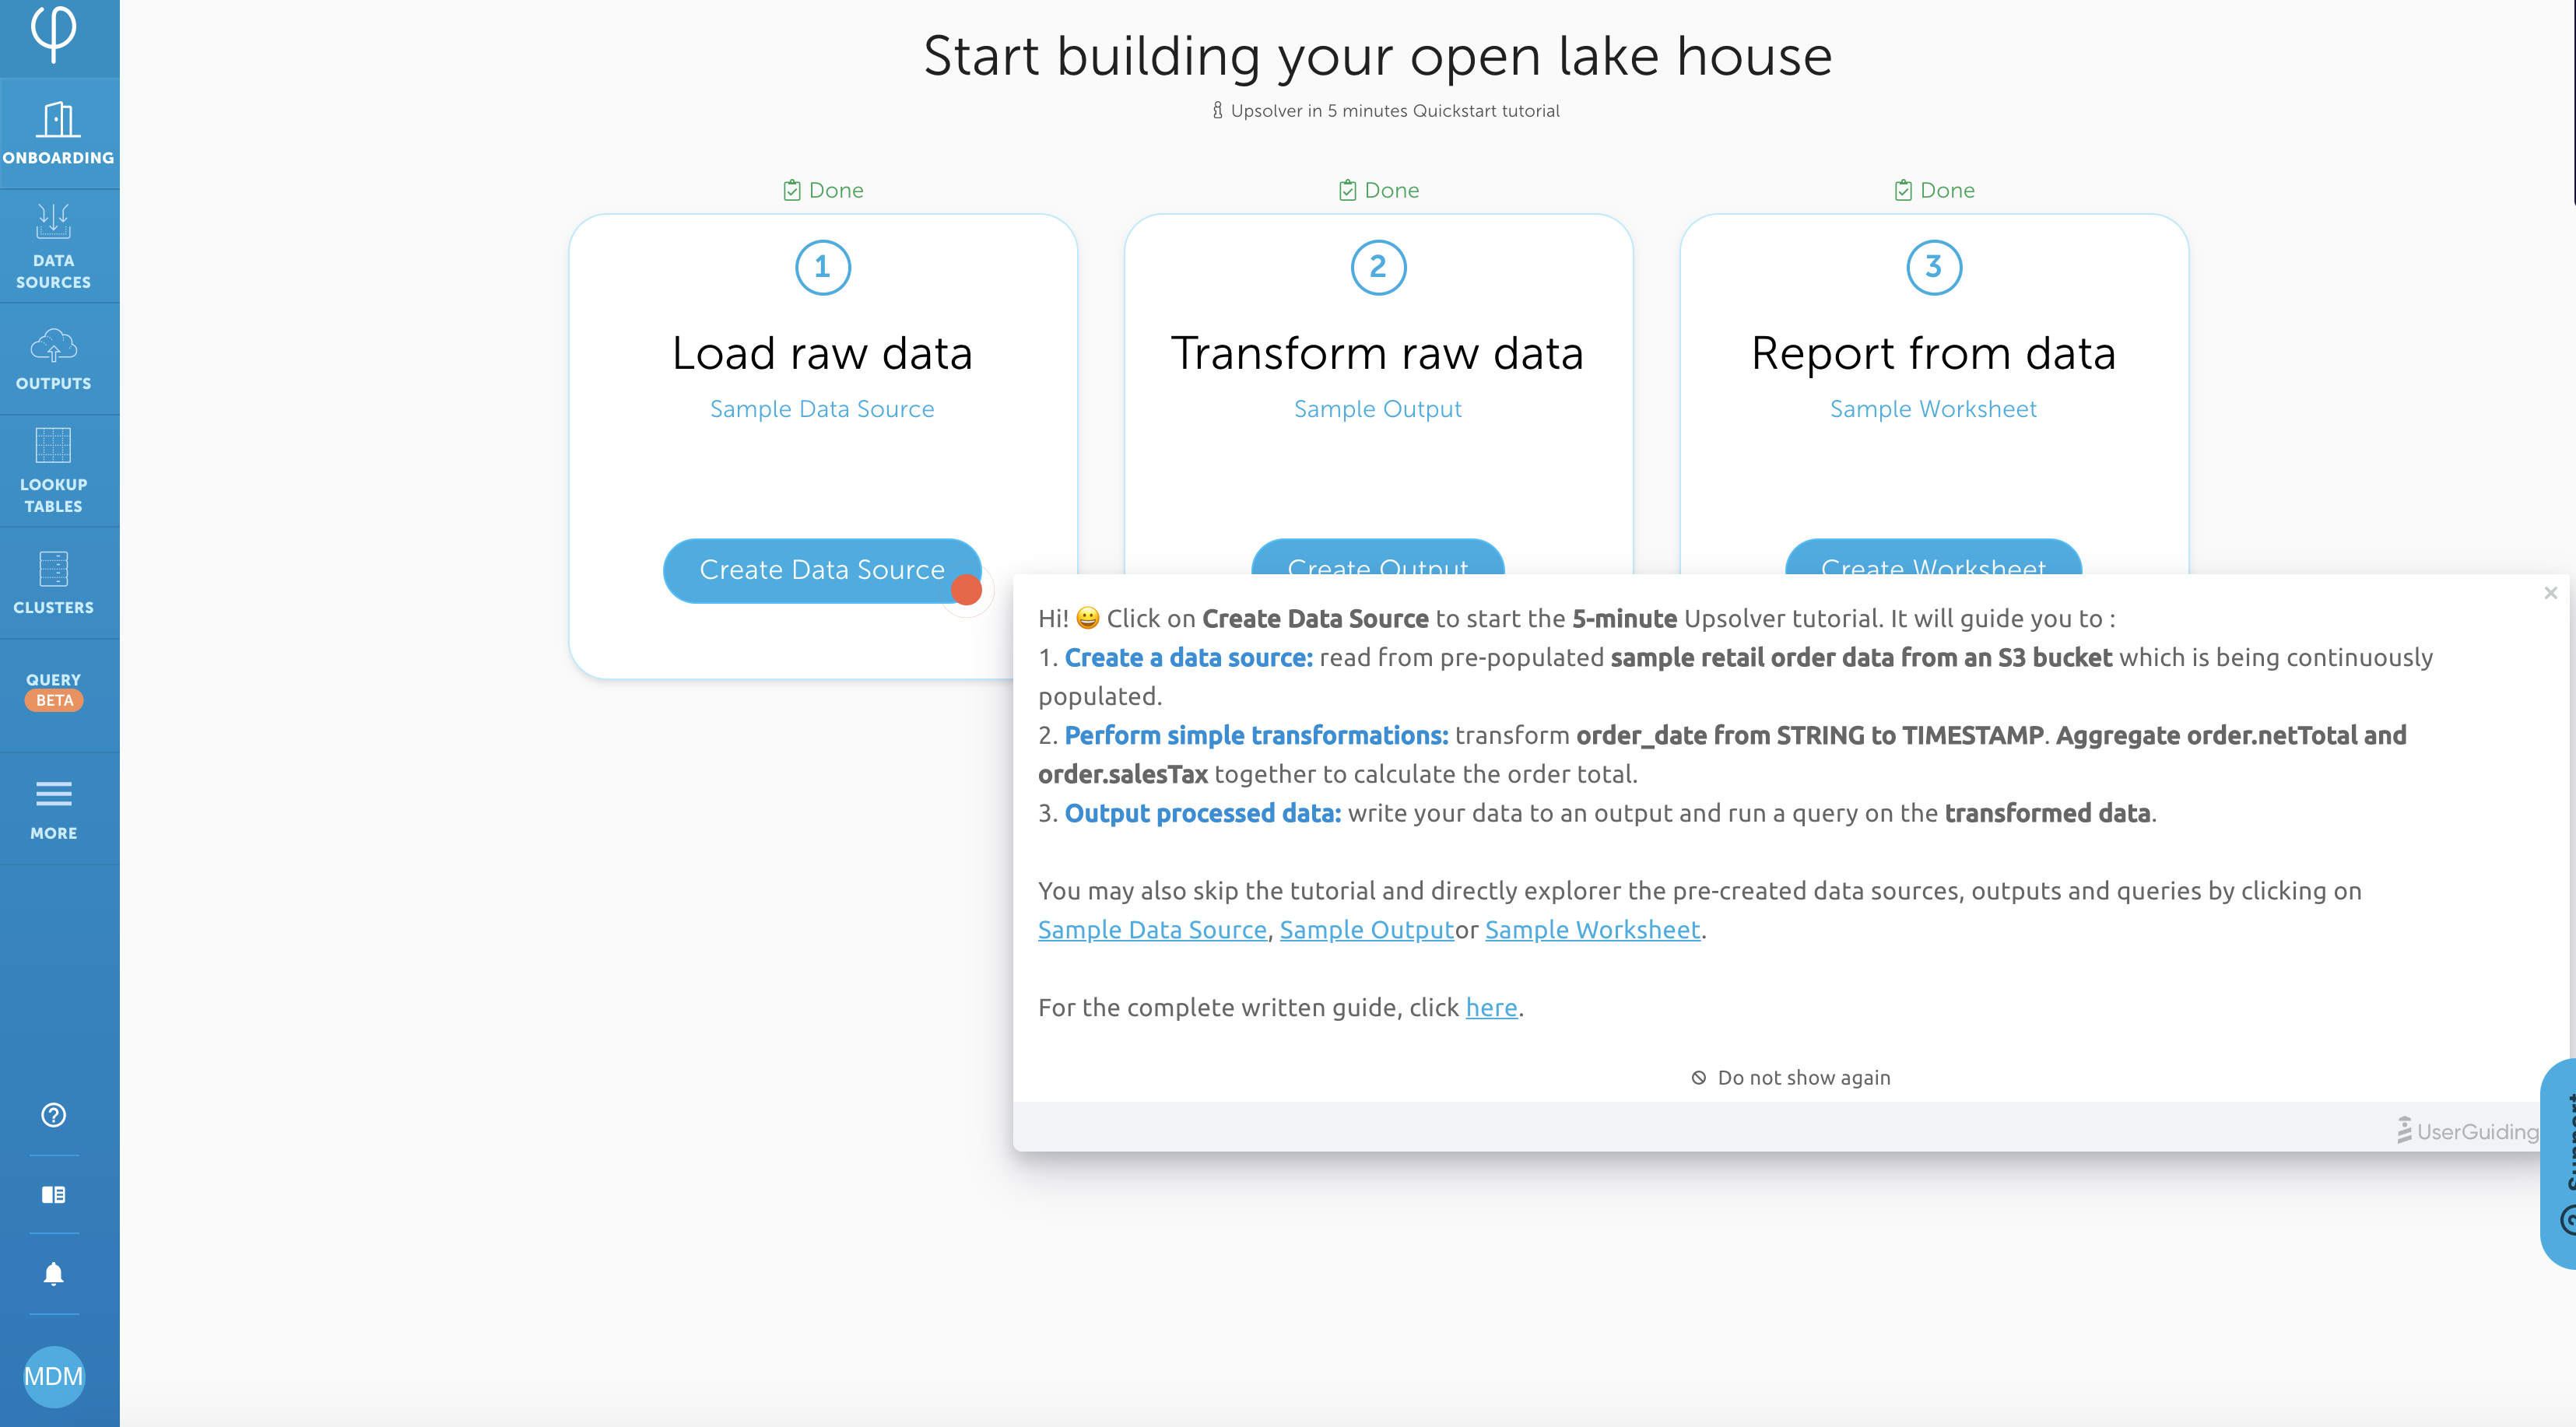 ONBOARDING
DATA
SOURCES
OUTPUTS
LOOKUP
TABLES
CLUSTERS
QUERY
BETA
MORE
MDM
Start building your open lake house
Upsolver in 5 minutes Quickstart tutorial
Done
1
Load raw data
Sample Data Source
Create Data Source
Done
2
Transform raw data
Sample Output
Create Output
Done
3
Report from data
Sample Worksheet
Create Worksheet
Hi! 😀 Click on Create Data Source to start the 5-minute Upsolver tutorial. It will guide you to :
1. Create a data source: read from pre-populated sample retail order data from an S3 bucket which is being continuously
populated.
2. Perform simple transformations: transform order_date from STRING to TIMESTAMP. Aggregate order.netTotal and
order.salesTax together to calculate the order total.
3. Output processed data: write your data to an output and run a query on the transformed data.
You may also skip the tutorial and directly explorer the pre-created data sources, outputs and queries by clicking on
Sample Data Source, Sample Outputor Sample Worksheet.
For the complete written guide, click here.
Do not show again
UserGuiding
Support